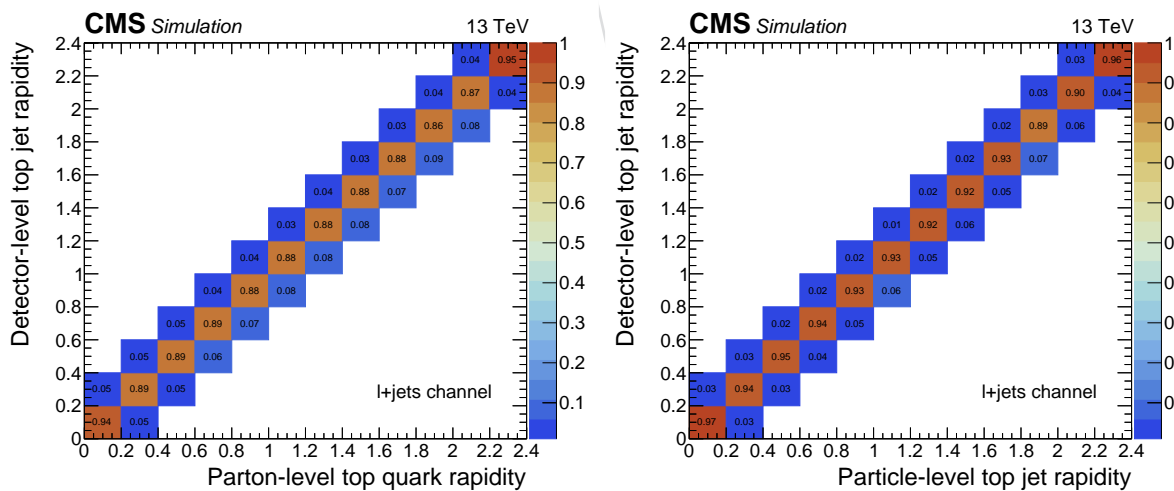 CMS Simulation 13 TeV
Detector-level top jet rapidity
2.4
2.2
2
1.8
1.6
1.4
1.2
1
0.8
0.6
0.4
0.2
0
0.04 0.95
0.04 0.87 0.04
0.04 0.86 0.08
0.03 0.88 0.09
0.03 0.88 0.07
0.04 0.88 0.08
0.03 0.88 0.08
0.04 0.88 0.08
0.04 0.89 0.07
0.05 0.89 0.06
0.05 0.89 0.05
0.94 0.05
l+jets channel
0 0.2 0.4 0.6 0.8 1 1.2 1.4 1.6 1.8 2 2.2 2.4
Parton-level top quark rapidity
1
0.9
0.8
0.7
0.6
0.5
0.4
0.3
0.2
0.1
CMS Simulation 13 TeV
Detector-level top jet rapidity
2.4
2.2
2
1.8
1.6
1.4
1.2
1
0.8
0.6
0.4
0.2
0
0.03 0.96
0.03 0.90 0.04
0.02 0.89 0.06
0.02 0.93 0.07
0.02 0.92 0.05
0.02 0.92 0.06
0.01 0.93 0.05
0.02 0.93 0.06
0.02 0.94 0.05
0.03 0.95 0.04
0.03 0.94 0.03
0.97 0.03
l+jets channel
0 0.2 0.4 0.6 0.8 1 1.2 1.4 1.6 1.8 2 2.2 2.4
Particle-level top jet rapidity
1